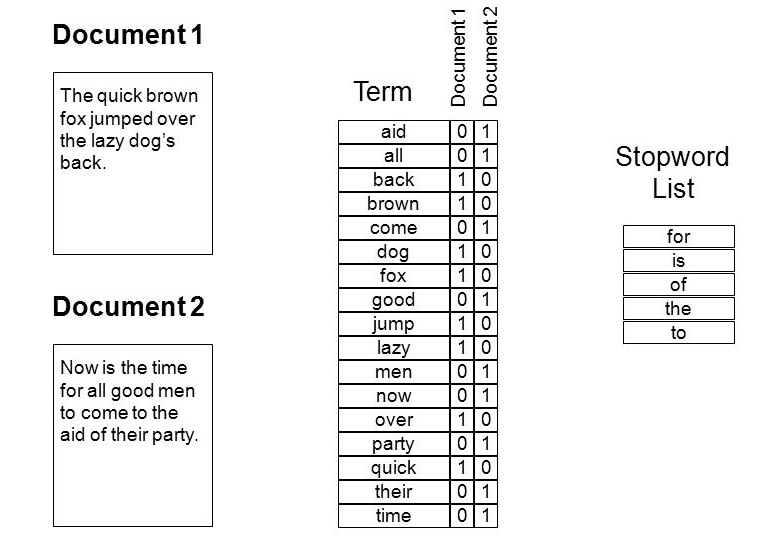 Document 1
The quick brown
fox jumped over
the lazy dog's
back.
Document 2
Now is the time
for all good men
to come to the
aid of their party.
Term Document 1 Document 2
aid 0 1
all 0 1
back 1 0
brown 1 0
come 0 1
dog 1 0
fox 1 0
good 0 1
jump 1 0
lazy 1 0
men 0 1
now 0 1
over 1 0
party 0 1
quick 1 0
their 0 1
time 0 1
Stopword
List
for
is
of
the
to